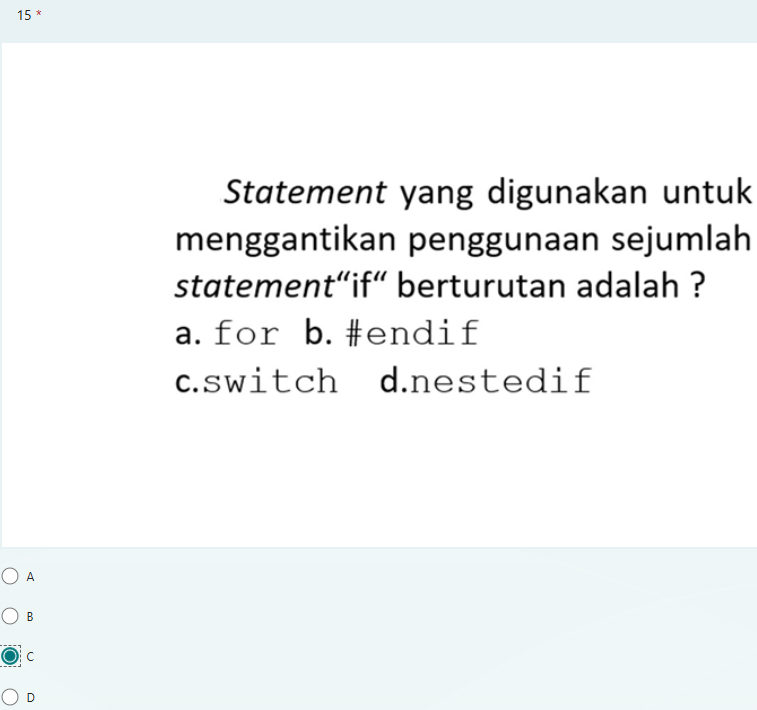 15 *
Statement yang digunakan untuk
menggantikan penggunaan sejumlah
statement“if“ berturutan adalah ?
a. for b. #endif
c.switch d.nestedif
A
B
C
D